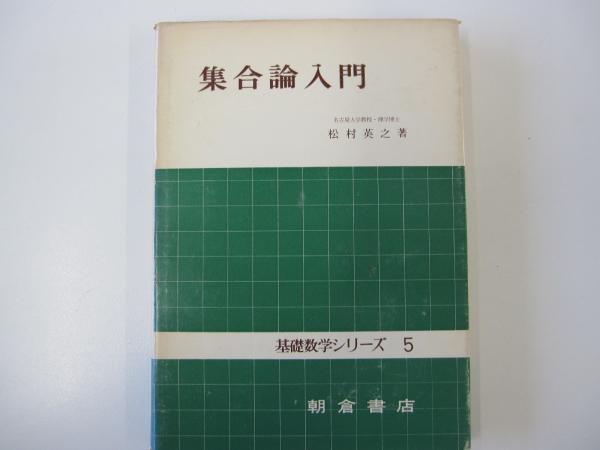 集合論入門
名古屋大学教授・理学博士
松村英之著
基礎数学シリーズ 5
朝倉書店